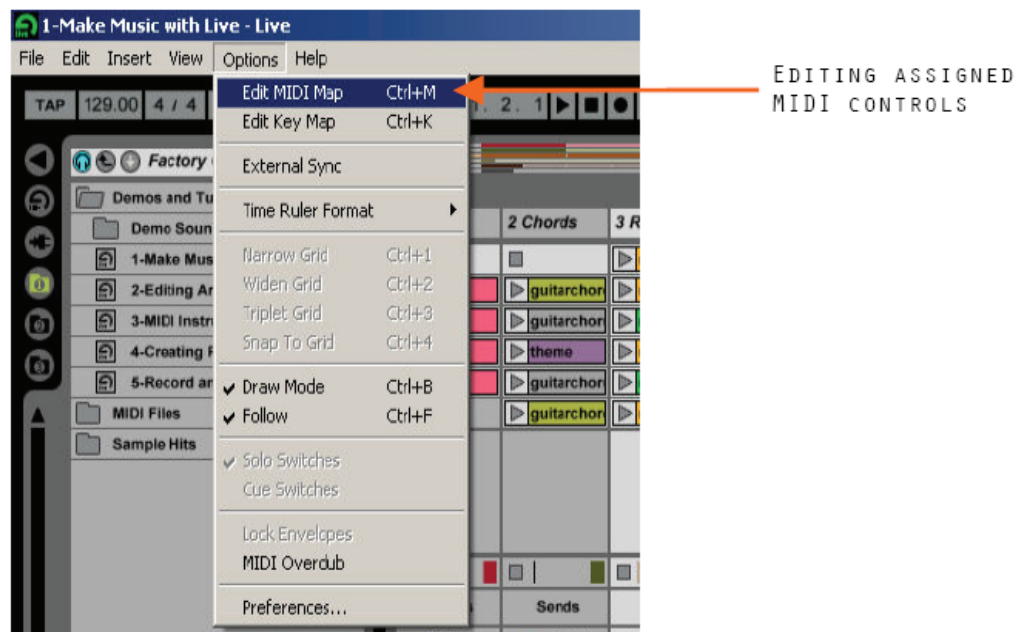 1-Make Music with Live - Live
File Edit Insert View Options Help
TAP 129.00 4 / 4 1. 2. 1
Edit MIDI Map Ctrl+M
Edit Key Map Ctrl+K
External Sync
Time Ruler Format
Narrow Grid Ctrl+1
Widen Grid Ctrl+2
Triplet Grid Ctrl+3
Snap To Grid Ctrl+4
Draw Mode Ctrl+B
Follow Ctrl+F
Solo Switches
Cue Switches
Lock Envelopes
MIDI Overdub
Preferences...
EDITING ASSIGNED
MIDI CONTROLS
Factory
Demos and Tu
Demo Soun
1-Make Mus
2-Editing Ar
3-MIDI Instr
4-Creating F
5-Record ar
MIDI Files
Sample Hits
2 Chords 3 R
guitarchor
guitarchor
theme
guitarchor
guitarchor
Sends